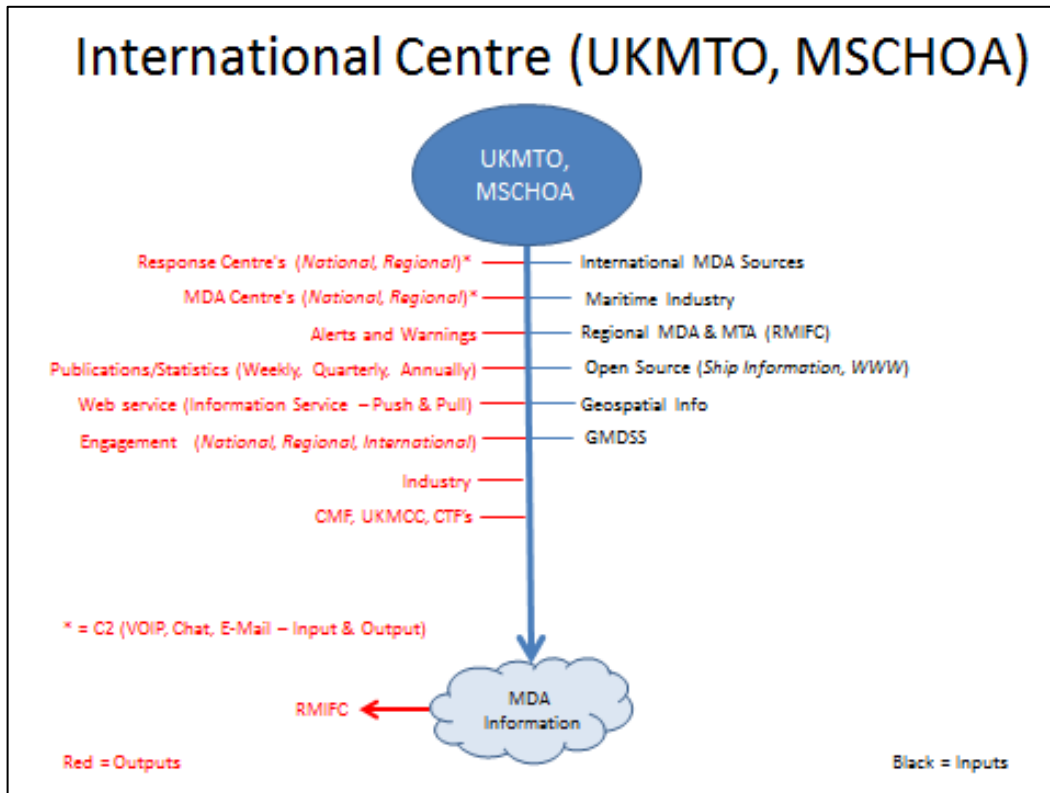 International Centre (UKMTO, MSCHOA)
UKMTO,
MSCHOA
Response Centre's (National, Regional)*
MDA Centre's (National, Regional)*
Alerts and Warnings
Publications/Statistics (Weekly, Quarterly, Annually)
Web service (Information Service – Push & Pull)
Engagement (National, Regional, International)
Industry
CMF, UKMCC, CTF's
International MDA Sources
Maritime Industry
Regional MDA & MTA (RMIFC)
Open Source (Ship Information, WWW)
Geospatial Info
GMDSS
* = C2 (VOIP, Chat, E-Mail – Input & Output)
RMIFC
MDA
Information
Red = Outputs
Black = Inputs